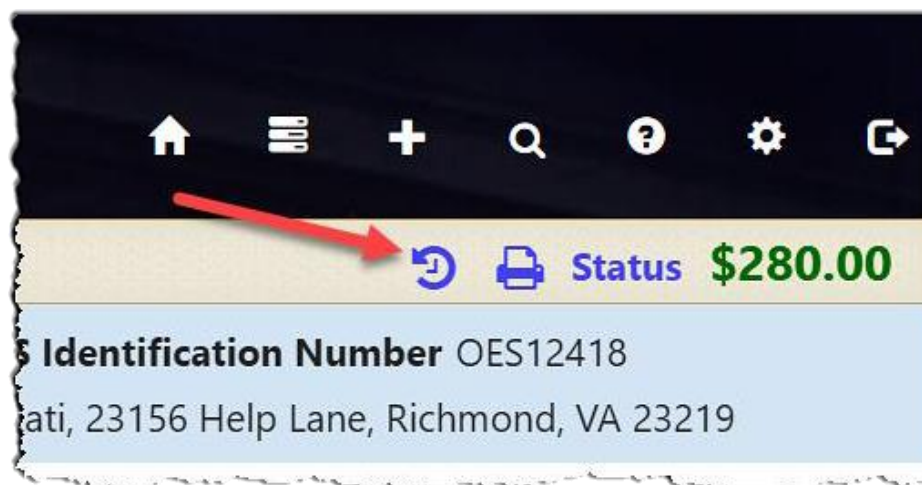 Status $280.00
Identification Number OES12418
23156 Help Lane, Richmond, VA 23219